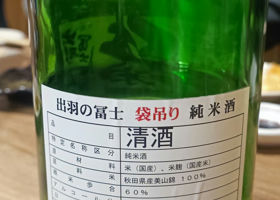 出羽の冨士 袋吊り 純米酒
品目 清酒
特定名称区分 純米酒
原材料 米(国産)、米麹(国産米)
原料米 秋田県産美山錦 100%
精米歩合 60%
アルコール